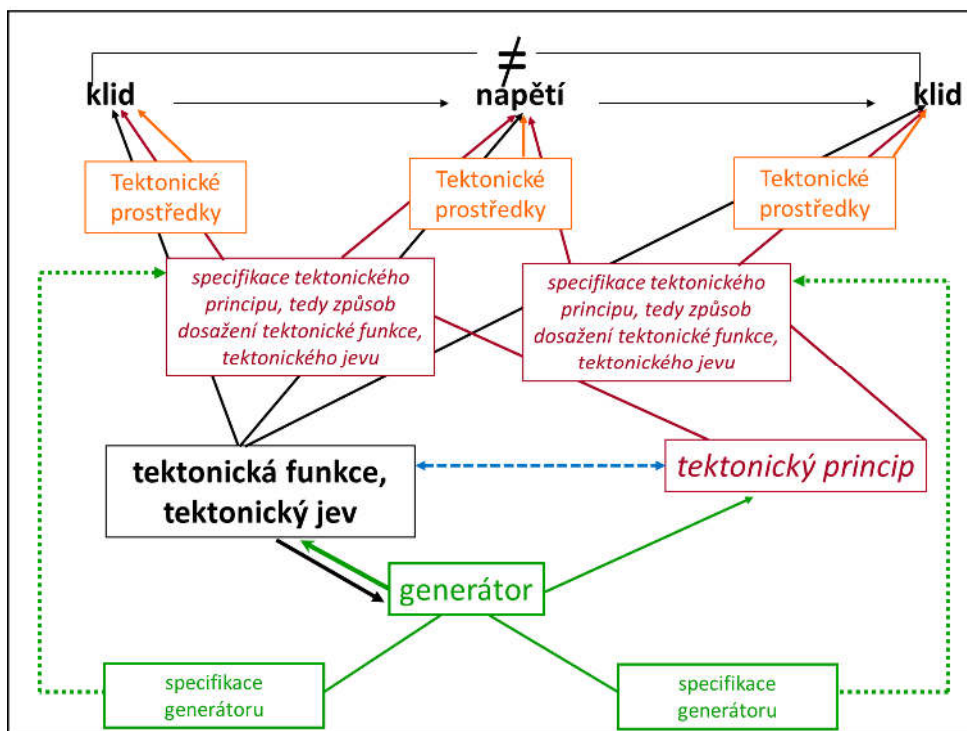 ≠
klid
napětí
klid
Tektonické
prostředky
Tektonické
prostředky
Tektonické
prostředky
specifikace tektonického
principu, tedy způsob
dosažení tektonické funkce,
tektonického jevu
specifikace tektonického
principu, tedy způsob
dosažení tektonické funkce,
tektonického jevu
tektonická funkce,
tektonický jev
tektonický princip
generátor
specifikace
generátoru
specifikace
generátoru